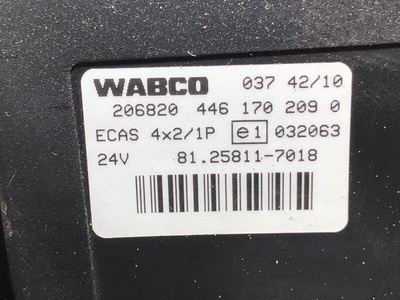 WABCO 037 42/10
206820 446 170 209 0
ECAS 4x2/1P e1 032063
24V 81.25811-7018